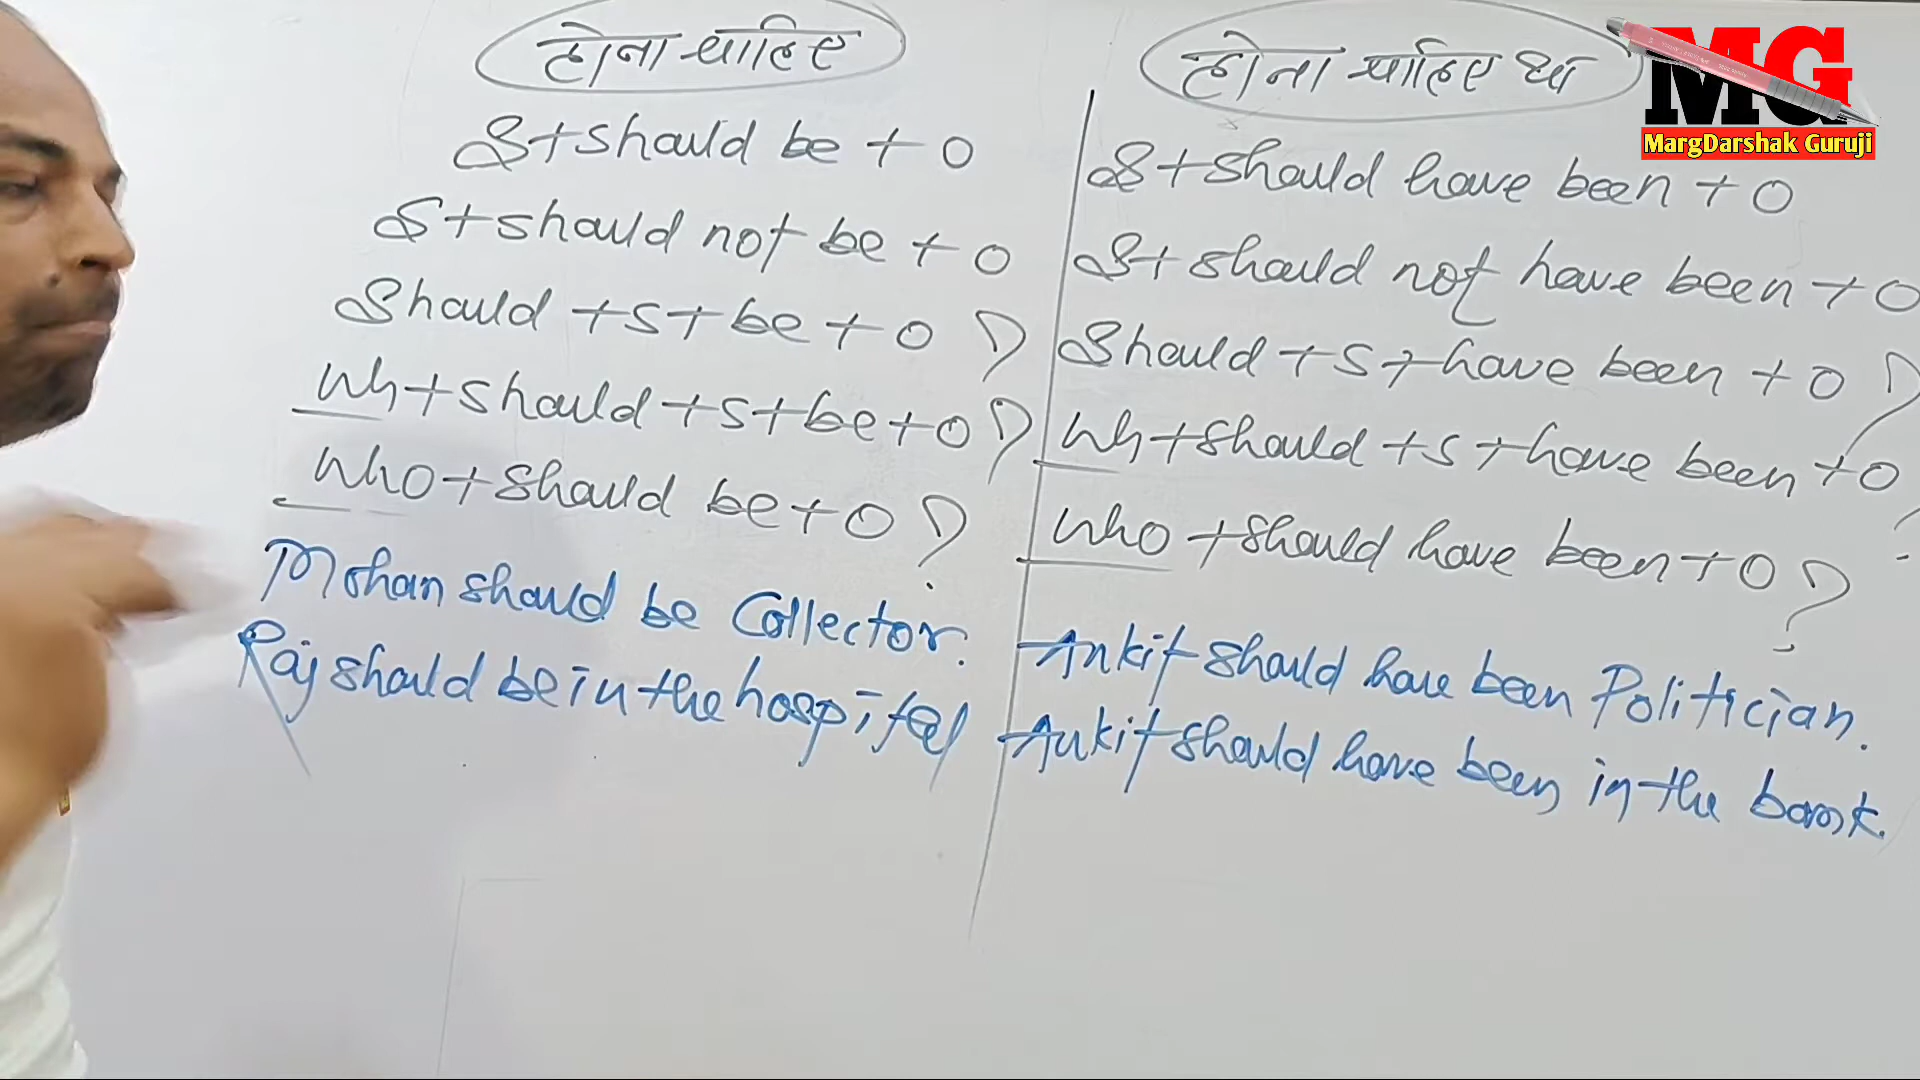 होना चाहिए
S+should be + O
S+should not be + O
Should +S+be + O ?
Wh+should+S+be+O ?
Who+should be+O ?
Mohan should be Collector.
Raj should be in the hospital
होना चाहिए था
S+should have been + O
S+should not have been + O
Should +S+have been + O ?
Wh+should +S+have been +O ?
Who +should have been+O ?
Ankit should have been Politician.
Ankit should have been in the bank.
MG
MargDarshak Guruji